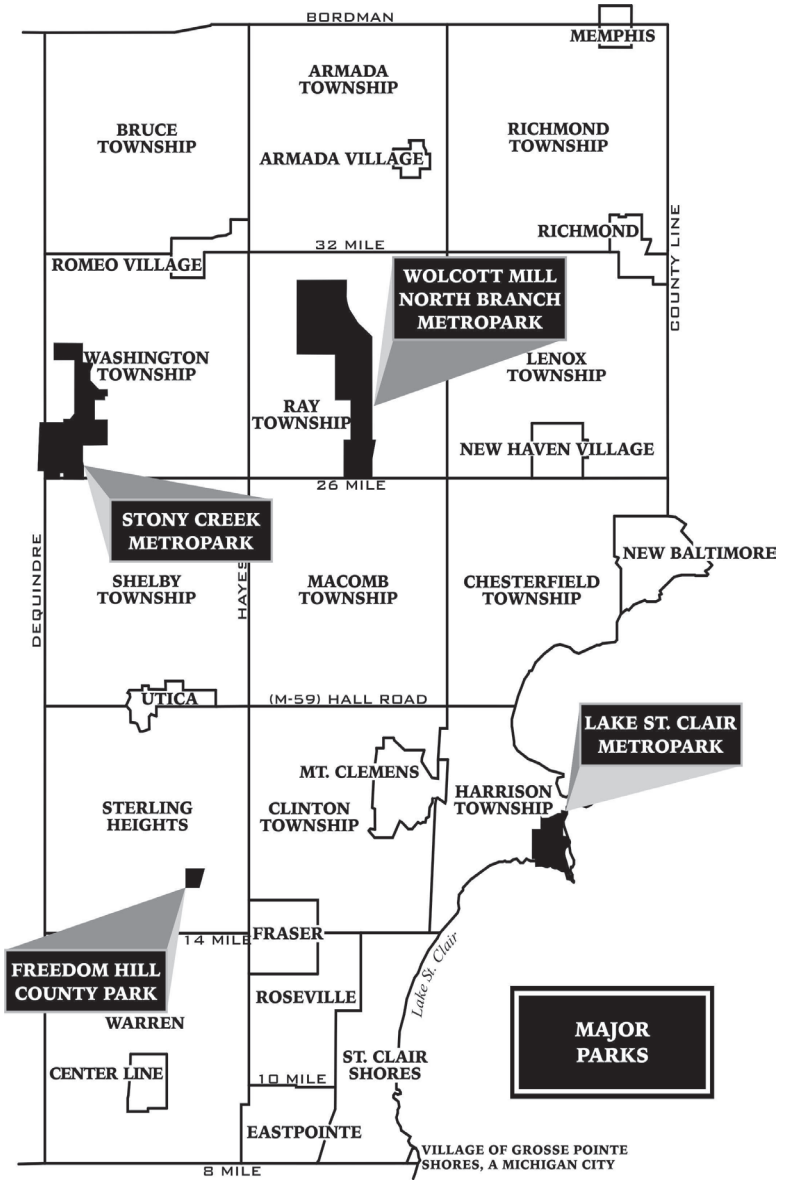 BORDMAN
MEMPHIS
ARMADA
TOWNSHIP
BRUCE
TOWNSHIP
RICHMOND
TOWNSHIP
ARMADA VILLAGE
RICHMOND
COUNTY LINE
32 MILE
ROMEO VILLAGE
WOLCOTT MILL
NORTH BRANCH
METROPARK
WASHINGTON
TOWNSHIP
LENOX
TOWNSHIP
RAY
TOWNSHIP
NEW HAVEN VILLAGE
26 MILE
STONY CREEK
METROPARK
NEW BALTIMORE
DEQUINDRE
HAYES
SHELBY
TOWNSHIP
MACOMB
TOWNSHIP
CHESTERFIELD
TOWNSHIP
UTICA
(M-59) HALL ROAD
LAKE ST. CLAIR
METROPARK
MT. CLEMENS
HARRISON
TOWNSHIP
STERLING
HEIGHTS
CLINTON
TOWNSHIP
14 MILE
FRASER
Lake St. Clair
FREEDOM HILL
COUNTY PARK
ROSEVILLE
WARREN
MAJOR
PARKS
ST. CLAIR
SHORES
CENTER LINE
10 MILE
EASTPOINTE
VILLAGE OF GROSSE POINTE
SHORES, A MICHIGAN CITY
8 MILE